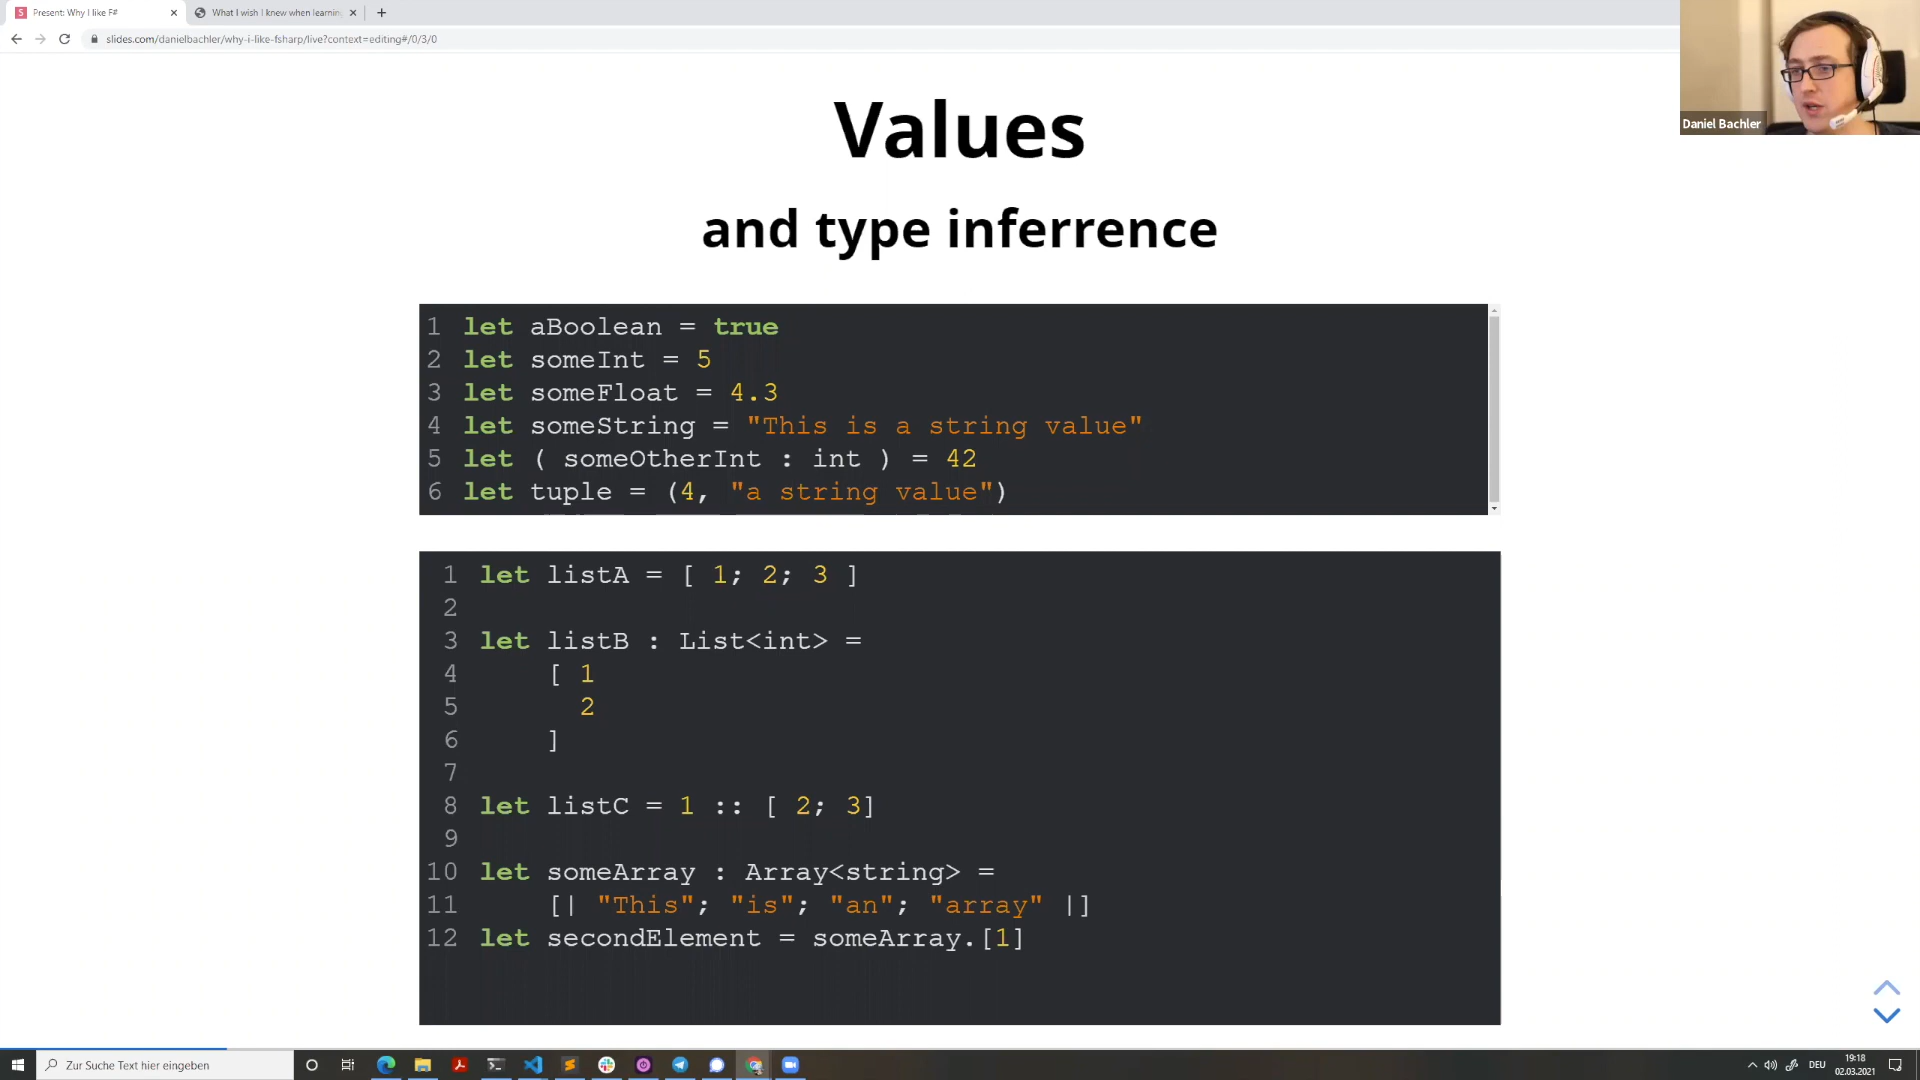 Present: Why I like F#
What I wish I knew when learnin
slides.com/danielbachler/why-i-like-fsharp/live?context=editing#/0/3/0
Daniel Bachler
Values
and type inferrence
1 let aBoolean = true
2 let someInt = 5
3 let someFloat = 4.3
4 let someString = "This is a string value"
5 let ( someOtherInt : int ) = 42
6 let tuple = (4, "a string value")
1 let listA = [ 1; 2; 3 ]
2
3 let listB : List<int> =
4 [ 1
5 2
6 ]
7
8 let listC = 1 :: [ 2; 3]
9
10 let someArray : Array<string> =
11 [| "This"; "is"; "an"; "array" |]
12 let secondElement = someArray.[1]
Zur Suche Text hier eingeben
DEU
19:18
02.03.2021